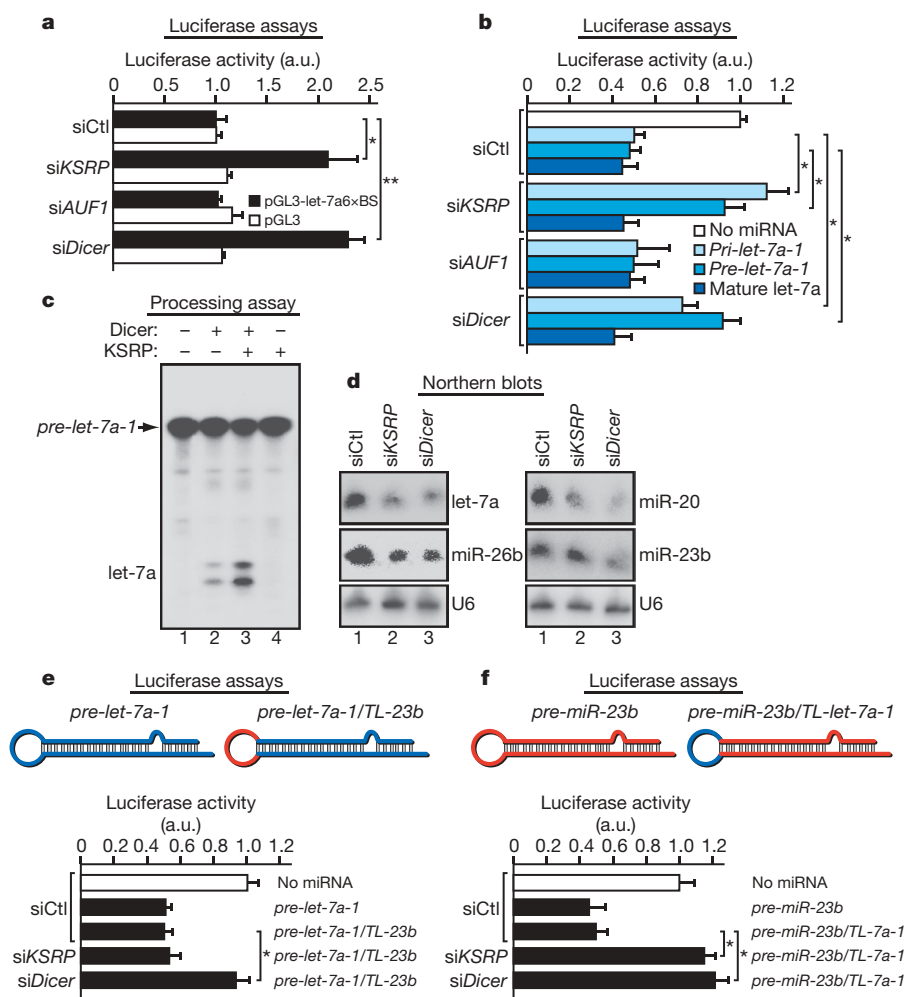 a
Luciferase assays
Luciferase activity (a.u.)
0 0.5 1.0 1.5 2.0 2.5
siCtl
siKSRP
siAUF1
siDicer
*
**
pGL3-let-7a6×BS
pGL3
b
Luciferase assays
Luciferase activity (a.u.)
0 0.2 0.4 0.6 0.8 1.0 1.2
siCtl
siKSRP
siAUF1
siDicer
* * * *
No miRNA
Pri-let-7a-1
Pre-let-7a-1
Mature let-7a
c
Processing assay
Dicer: – + + –
KSRP: – – + +
pre-let-7a-1
let-7a
1 2 3 4
d
Northern blots
siCtl siKSRP siDicer
let-7a
miR-26b
U6
1 2 3
siCtl siKSRP siDicer
miR-20
miR-23b
U6
1 2 3
e
Luciferase assays
pre-let-7a-1 pre-let-7a-1/TL-23b
Luciferase activity
(a.u.)
0 0.2 0.4 0.6 0.8 1.0 1.2
No miRNA
siCtl pre-let-7a-1
pre-let-7a-1/TL-23b
siKSRP * pre-let-7a-1/TL-23b
siDicer pre-let-7a-1/TL-23b
f
Luciferase assays
pre-miR-23b pre-miR-23b/TL-let-7a-1
Luciferase activity
(a.u.)
0 0.2 0.4 0.6 0.8 1.0 1.2
No miRNA
siCtl pre-miR-23b
pre-miR-23b/TL-7a-1
siKSRP * * pre-miR-23b/TL-7a-1
siDicer pre-miR-23b/TL-7a-1